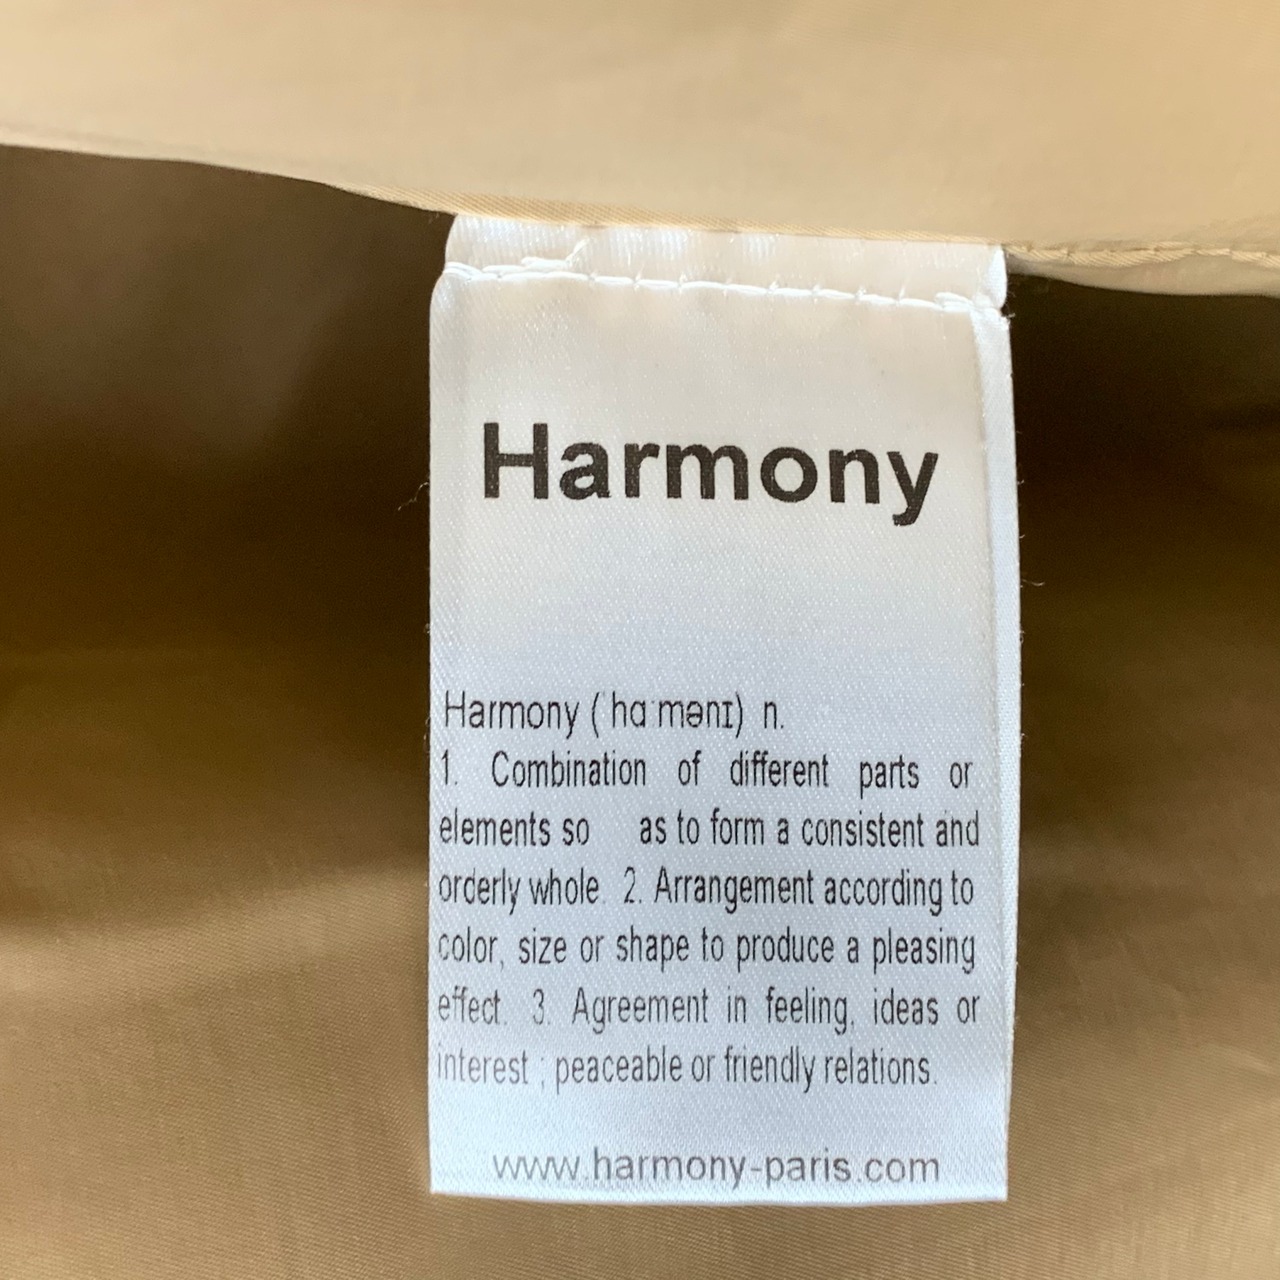 Harmony
Harmony (ˈhɑːmənɪ) n.
1. Combination of different parts or
elements so as to form a consistent and
orderly whole. 2. Arrangement according to
color, size or shape to produce a pleasing
effect. 3. Agreement in feeling, ideas or
interest ; peaceable or friendly relations.
www.harmony-paris.com